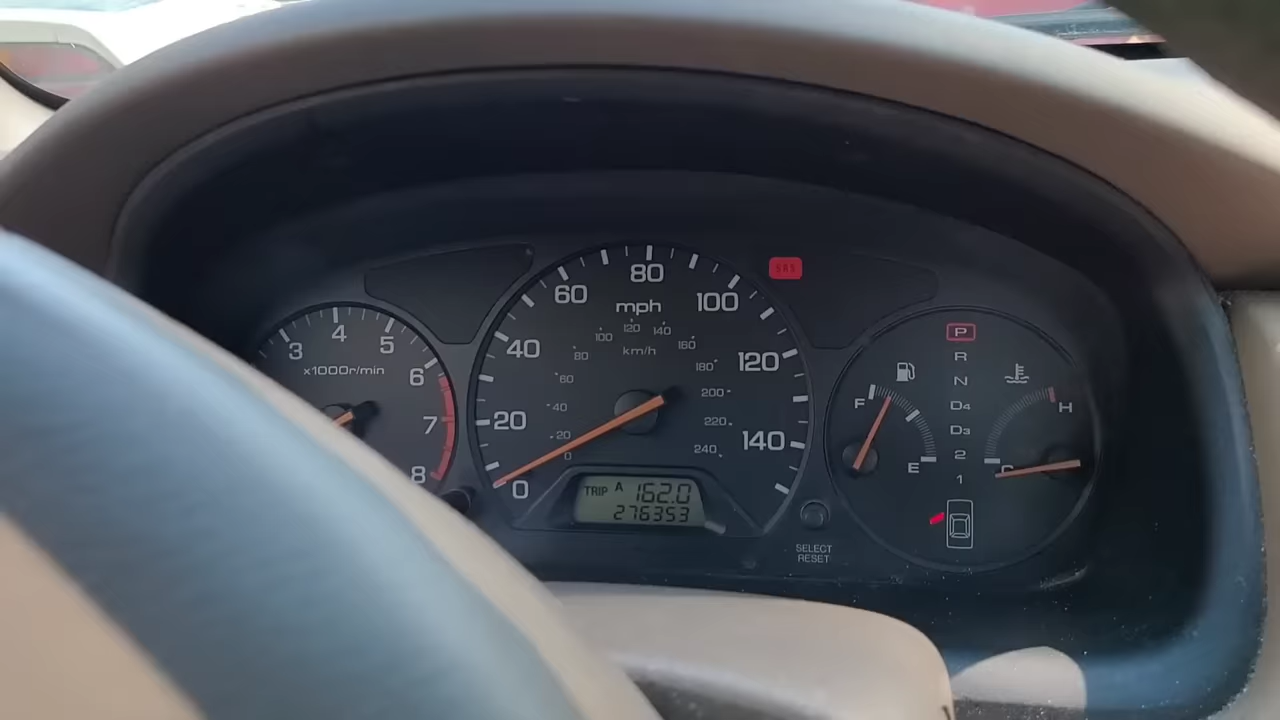 3 4 5 6 7 8
x1000r/min
0 20 40 60 80 100 120 140
mph
0 20 40 60 80 100 120 140 160 180 200 220 240
km/h
TRIP A 162.0
276353
SELECT
RESET
SRS
F E
P
R
N
D4
D3
2
1
C H